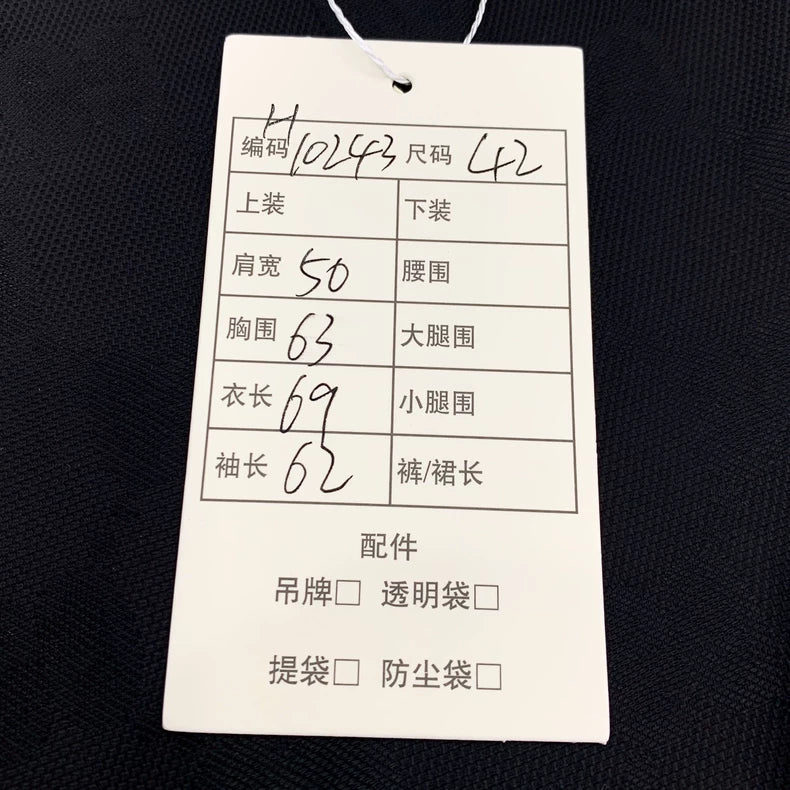 编码 H10243 尺码 42
上装 下装
肩宽 50 腰围
胸围 63 大腿围
衣长 69 小腿围
袖长 62 裤/裙长
配件
吊牌□ 透明袋□
提袋□ 防尘袋□